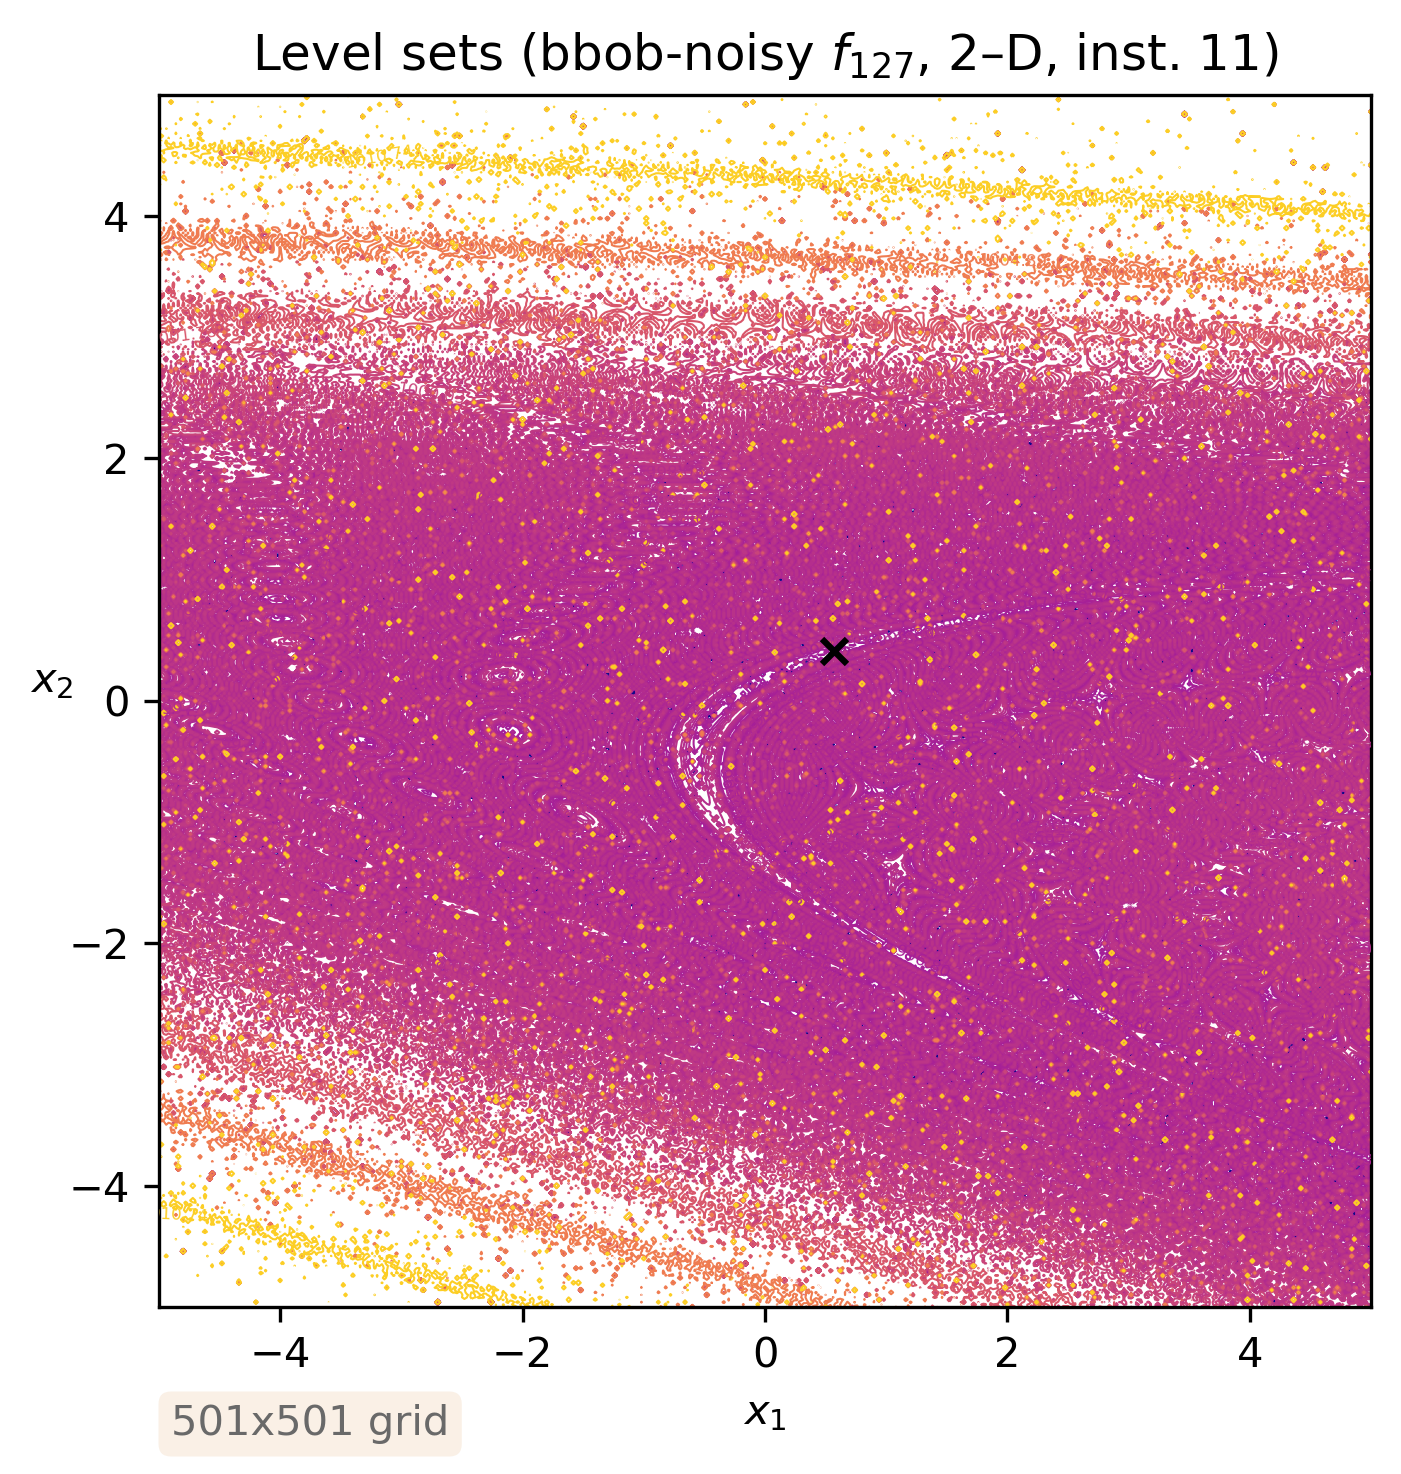 Level sets (bbob-noisy f₁₂₇, 2–D, inst. 11)
4
2
x₂
0
−2
−4
−4 −2 0 2 4
x₁
501x501 grid